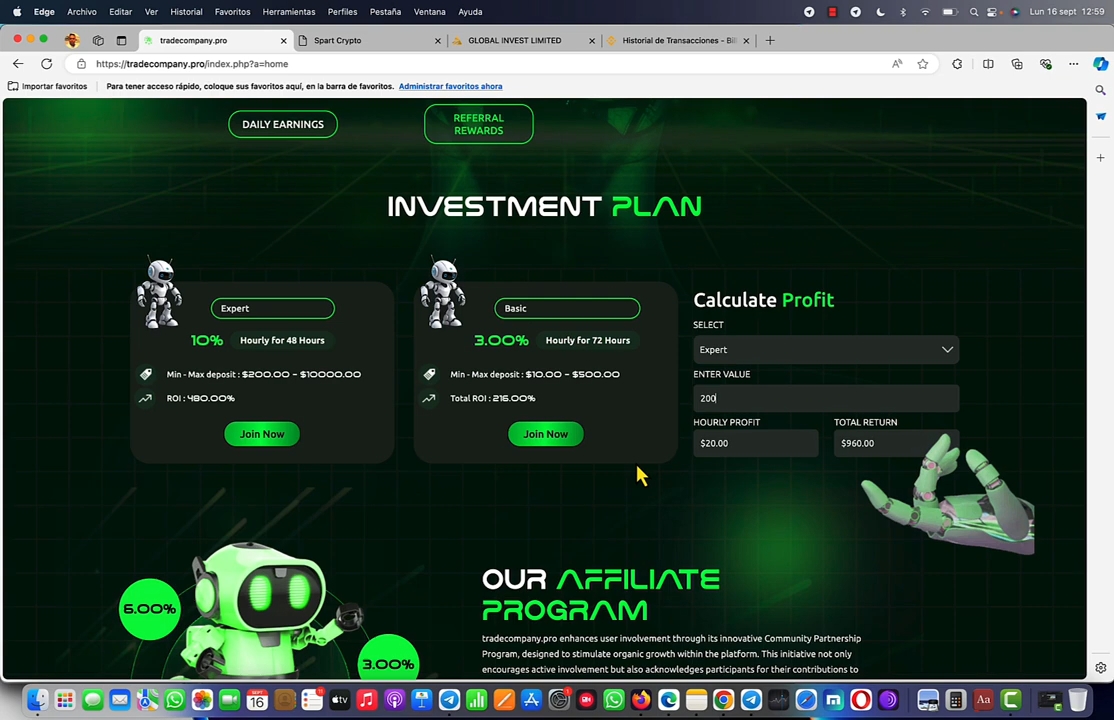 Edge Archivo Editar Ver Historial Favoritos Herramientas Perfiles Pestaña Ventana Ayuda Lun 16 sept 12:59
tradecompany.pro Spart Crypto GLOBAL INVEST LIMITED Historial de Transacciones - Bill
https://tradecompany.pro/index.php?a=home
Importar favoritos Para tener acceso rápido, coloque sus favoritos aquí, en la barra de favoritos. Administrar favoritos ahora
DAILY EARNINGS
REFERRAL
REWARDS
INVESTMENT PLAN
Expert
10% Hourly for 48 Hours
Min - Max deposit : $200.00 - $10000.00
ROI : 480.00%
Join Now
Basic
3.00% Hourly for 72 Hours
Min - Max deposit : $10.00 - $500.00
Total ROI : 216.00%
Join Now
Calculate Profit
SELECT
Expert
ENTER VALUE
200
HOURLY PROFIT TOTAL RETURN
$20.00 $960.00
6.00%
3.00%
OUR AFFILIATE
PROGRAM
tradecompany.pro enhances user involvement through its innovative Community Partnership
Program, designed to stimulate organic growth within the platform. This initiative not only
encourages active involvement but also acknowledges participants for their contributions to
SEPT
16
Aa